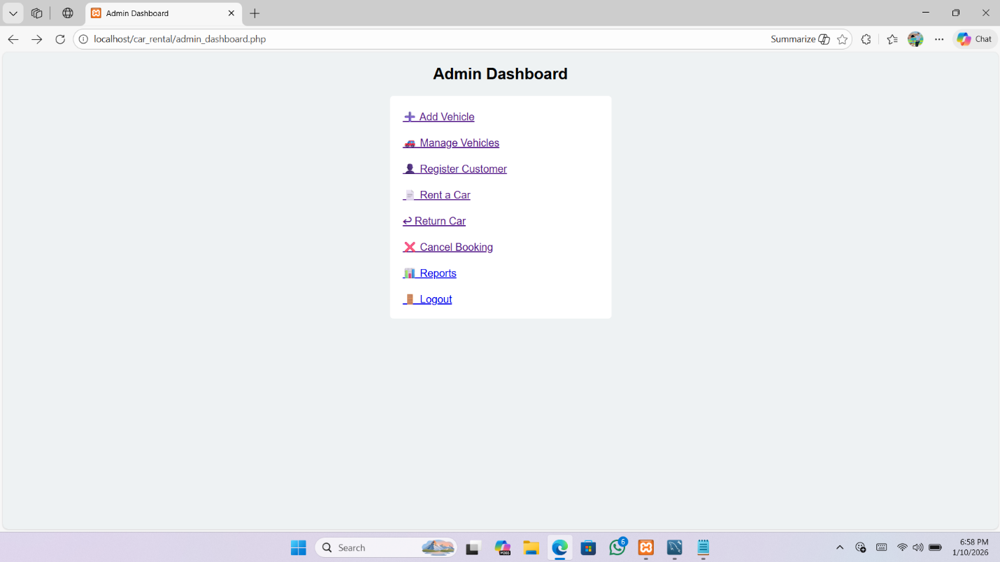 Admin Dashboard
localhost/car_rental/admin_dashboard.php
Summarize
Chat
Admin Dashboard
Add Vehicle
Manage Vehicles
Register Customer
Rent a Car
Return Car
Cancel Booking
Reports
Logout
Search
M365
6
6:58 PM
1/10/2026